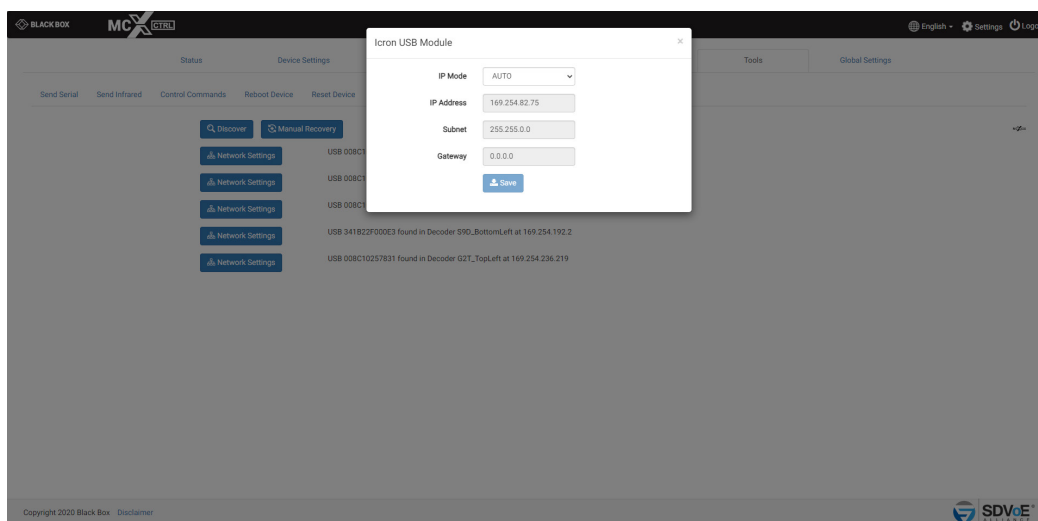 BLACK BOX
MCX CTRL
English
Settings
Icron USB Module
×
Status
Device Settings
Tools
Global Settings
IP Mode
AUTO
Send Serial
Send Infrared
Control Commands
Reboot Device
Reset Device
IP Address
169.254.82.75
Discover
Manual Recovery
Subnet
255.255.0.0
Network Settings
USB 008C1
Gateway
0.0.0.0
Network Settings
USB 008C1
Save
Network Settings
USB 008C1
Network Settings
USB 341B22F000E3 found in Decoder S9D_BottomLeft at 169.254.192.2
Network Settings
USB 008C10257831 found in Decoder G2T_TopLeft at 169.254.236.219
Copyright 2020 Black Box Disclaimer
SDVoE
ALLIANCE